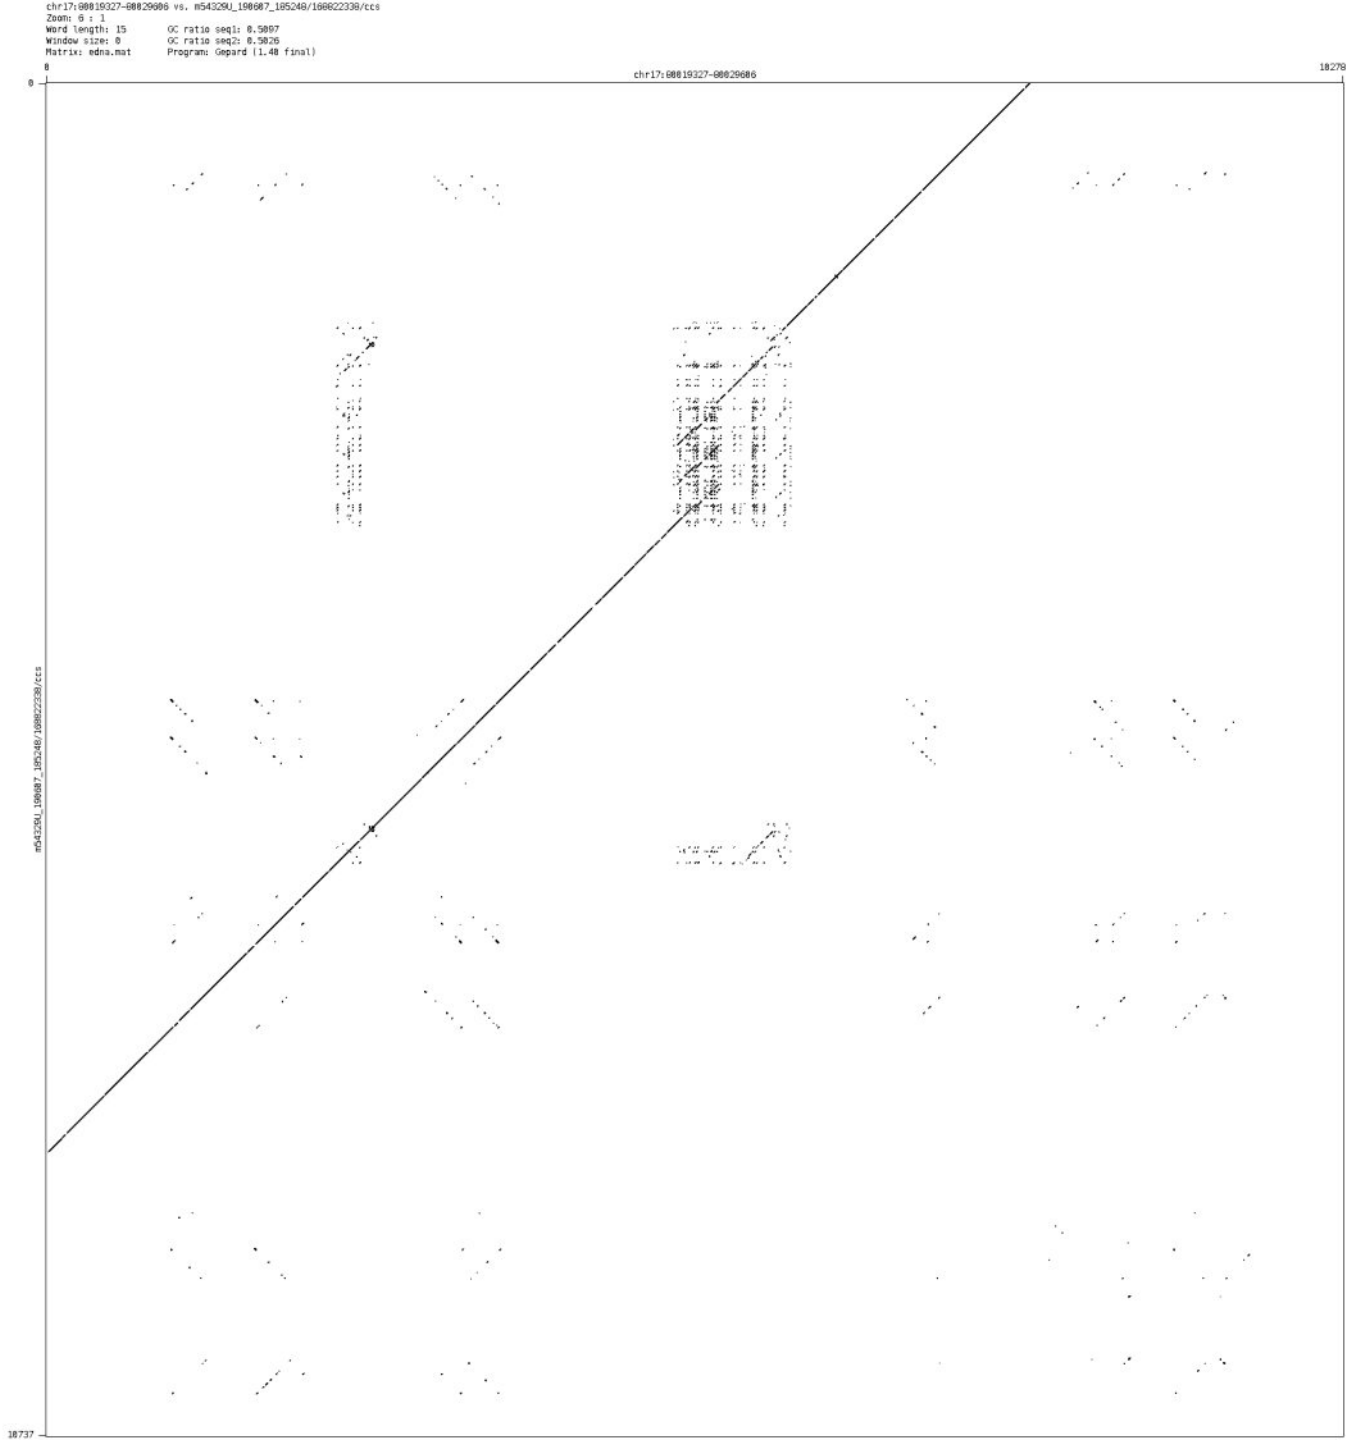 chr17:80019327-80029606 vs. m54329U_190607_185248/160822338/ccs
Zoom: 6 : 1
Word length: 15 GC ratio seq1: 0.5097
Window size: 0 GC ratio seq2: 0.5026
Matrix: edna.mat Program: Gepard (1.40 final)
0 10278
chr17:80019327-80029606
0
m54329U_190607_185248/160822338/ccs
10737